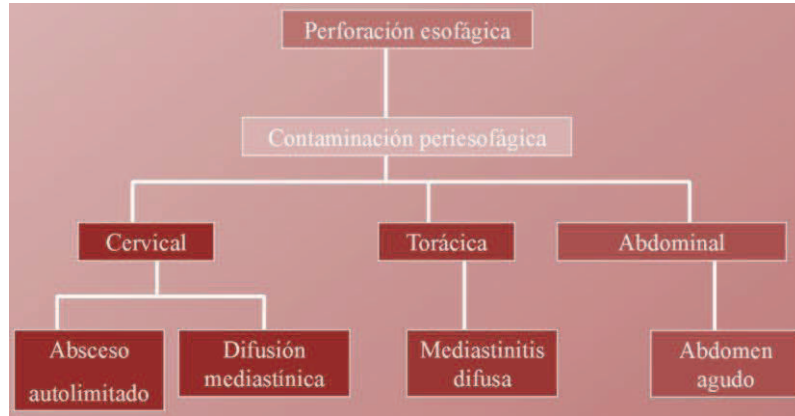 Perforación esofágica
Contaminación periesofágica
Cervical
Torácica
Abdominal
Absceso
autolimitado
Difusión
mediastínica
Mediastinitis
difusa
Abdomen
agudo